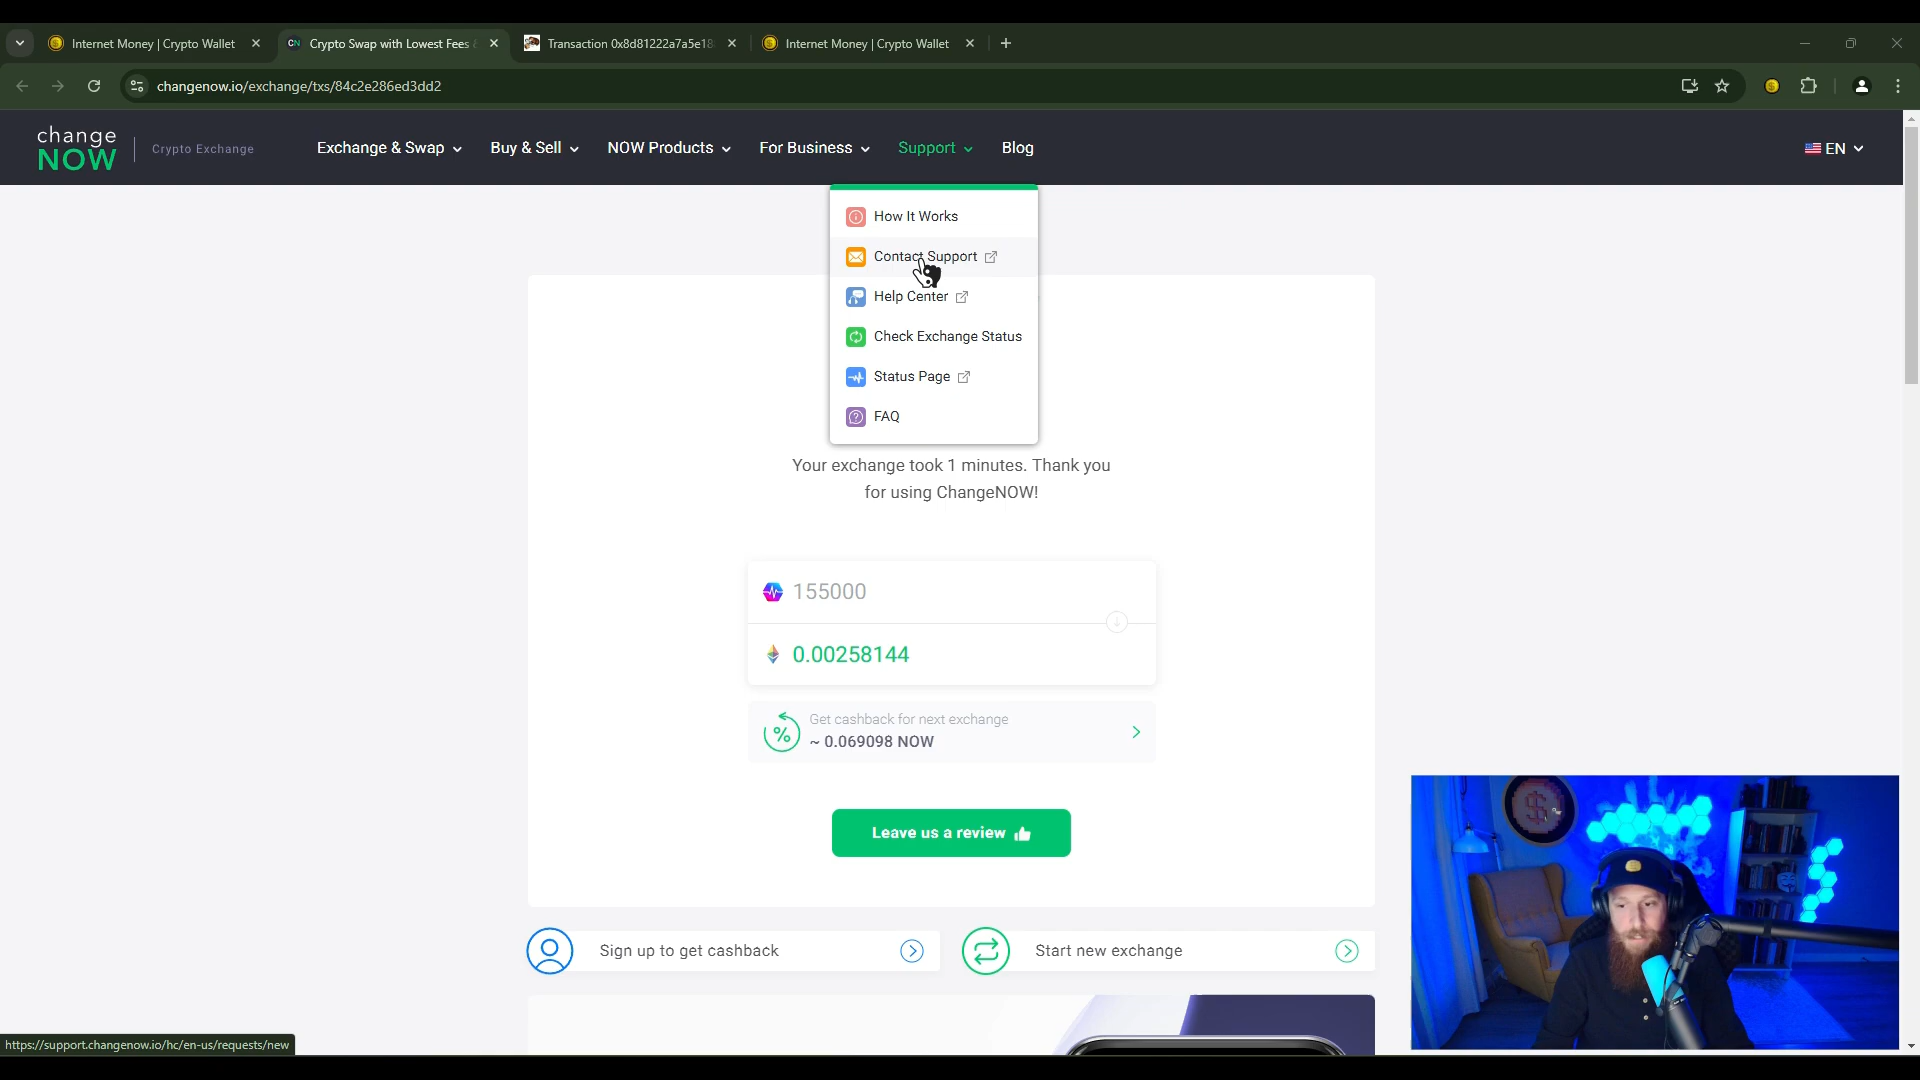 Internet Money | Crypto Wallet
Crypto Swap with Lowest Fees
Transaction 0x8d81222a7a5e18
Internet Money | Crypto Wallet
changenow.io/exchange/txs/84c2e286ed3dd2
change
NOW
Crypto Exchange
Exchange & Swap
Buy & Sell
NOW Products
For Business
Support
Blog
EN
How It Works
Contact Support
Help Center
Check Exchange Status
Status Page
FAQ
Your exchange took 1 minutes. Thank you
for using ChangeNOW!
155000
0.00258144
Get cashback for next exchange
~ 0.069098 NOW
Leave us a review
Sign up to get cashback
Start new exchange
https://support.changenow.io/hc/en-us/requests/new